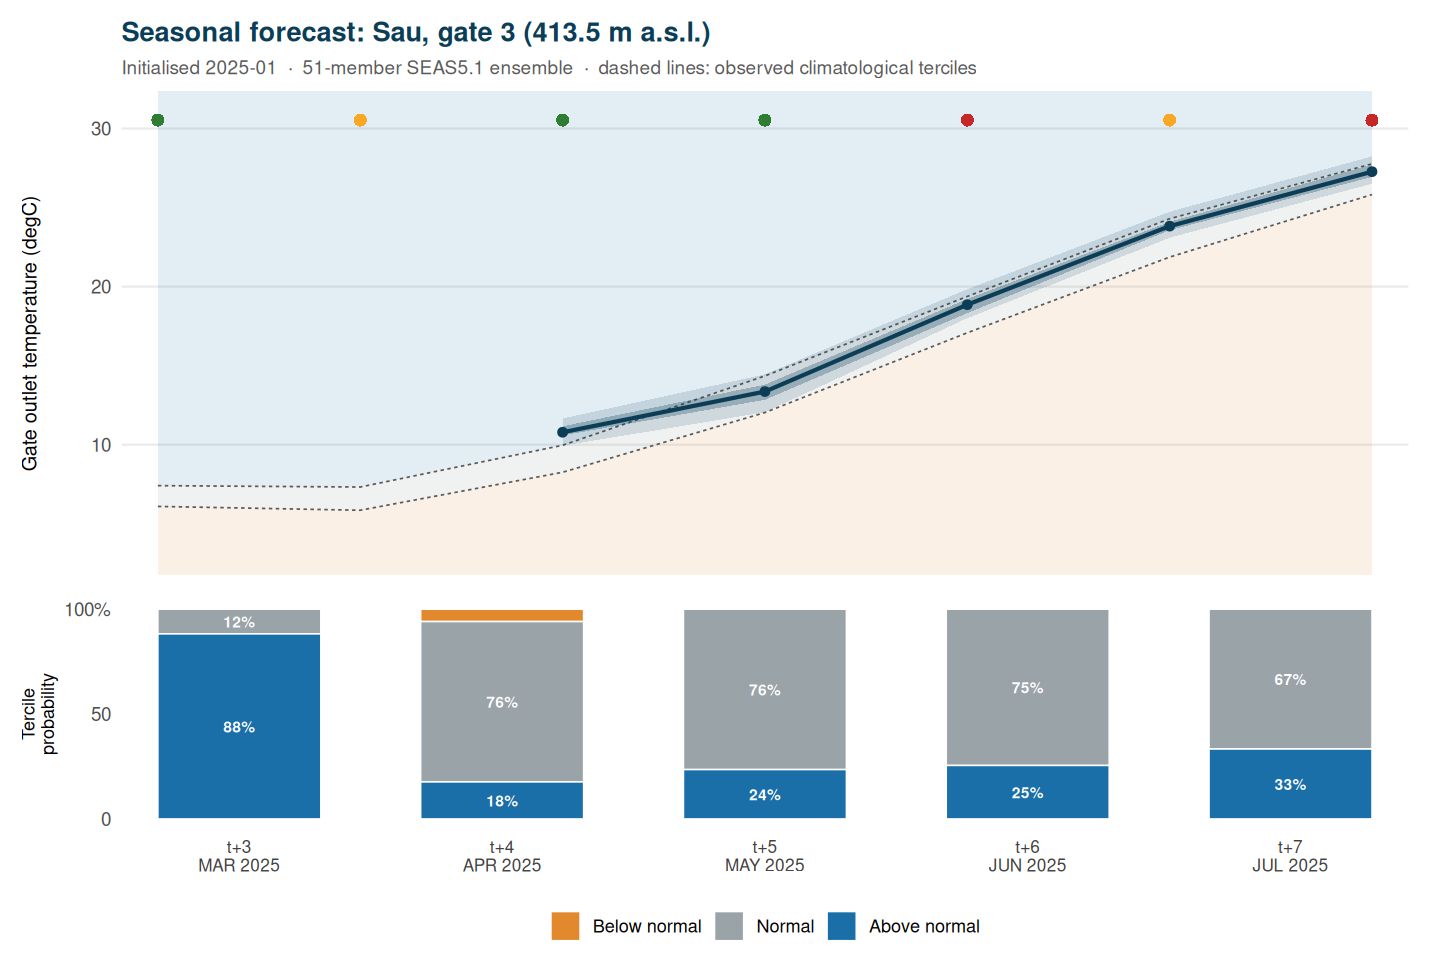 Seasonal forecast: Sau, gate 3 (413.5 m a.s.l.)
Initialised 2025-01 · 51-member SEAS5.1 ensemble · dashed lines: observed climatological terciles
Gate outlet temperature (degC)
30
20
10
Tercile
probability
100%
50
0
12%
88%
76%
18%
76%
24%
75%
25%
67%
33%
t+3
MAR 2025
t+4
APR 2025
t+5
MAY 2025
t+6
JUN 2025
t+7
JUL 2025
Below normal
Normal
Above normal